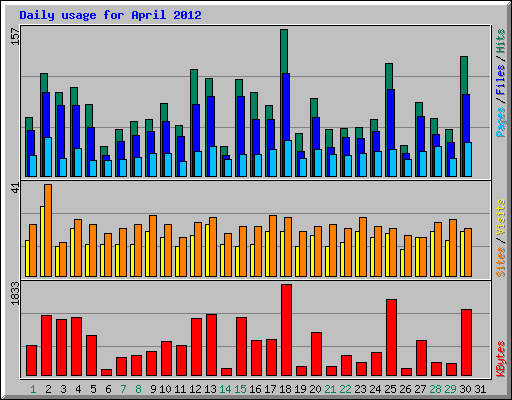 Daily usage for April 2012
157
Pages / Files / Hits
41
Sites / Visits
1833
KBytes
1 2 3 4 5 6 7 8 9 10 11 12 13 14 15 16 17 18 19 20 21 22 23 24 25 26 27 28 29 30 31